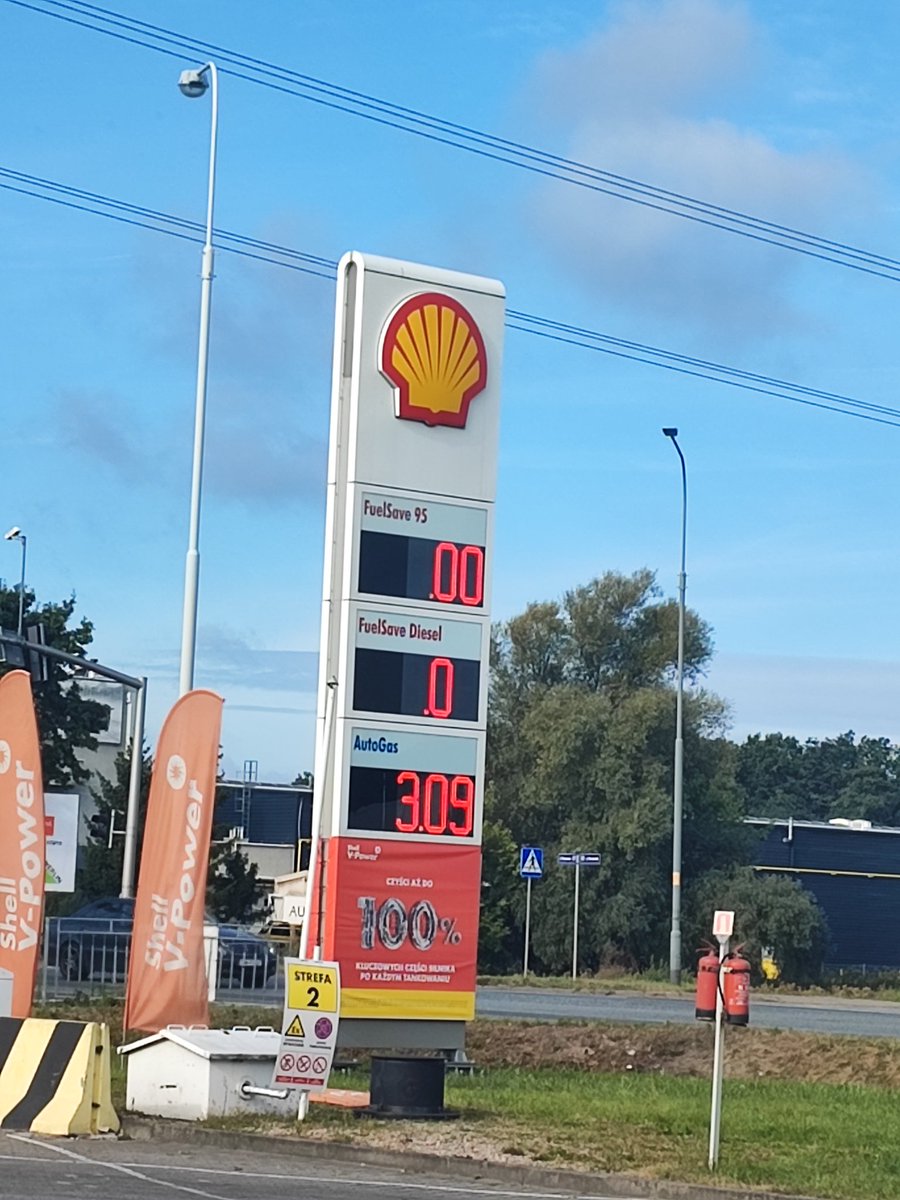 FuelSave 95
.00
FuelSave Diesel
.0
AutoGas
3.09
Shell
V-Power
CZYŚCI AŻ DO
100%
KLUCZOWYCH CZĘŚCI SILNIKA
PO KAŻDYM TANKOWANIU
STREFA
2
Shell
V-Power
Shell
V-Power
AU